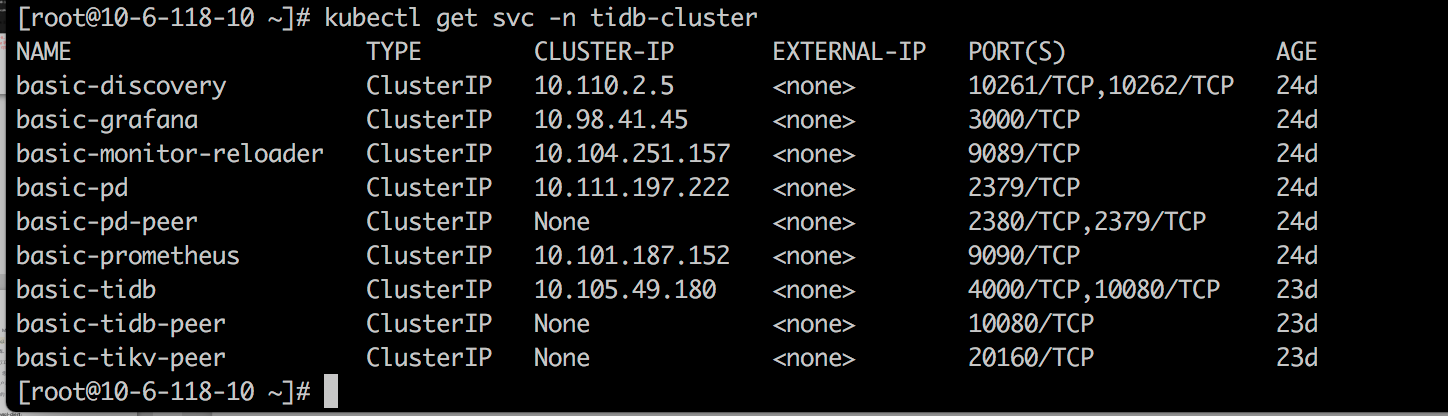 [root@10-6-118-10 ~]# kubectl get svc -n tidb-cluster
NAME TYPE CLUSTER-IP EXTERNAL-IP PORT(S) AGE
basic-discovery ClusterIP 10.110.2.5 <none> 10261/TCP,10262/TCP 24d
basic-grafana ClusterIP 10.98.41.45 <none> 3000/TCP 24d
basic-monitor-reloader ClusterIP 10.104.251.157 <none> 9089/TCP 24d
basic-pd ClusterIP 10.111.197.222 <none> 2379/TCP 24d
basic-pd-peer ClusterIP None <none> 2380/TCP,2379/TCP 24d
basic-prometheus ClusterIP 10.101.187.152 <none> 9090/TCP 24d
basic-tidb ClusterIP 10.105.49.180 <none> 4000/TCP,10080/TCP 23d
basic-tidb-peer ClusterIP None <none> 10080/TCP 23d
basic-tikv-peer ClusterIP None <none> 20160/TCP 23d
[root@10-6-118-10 ~]#